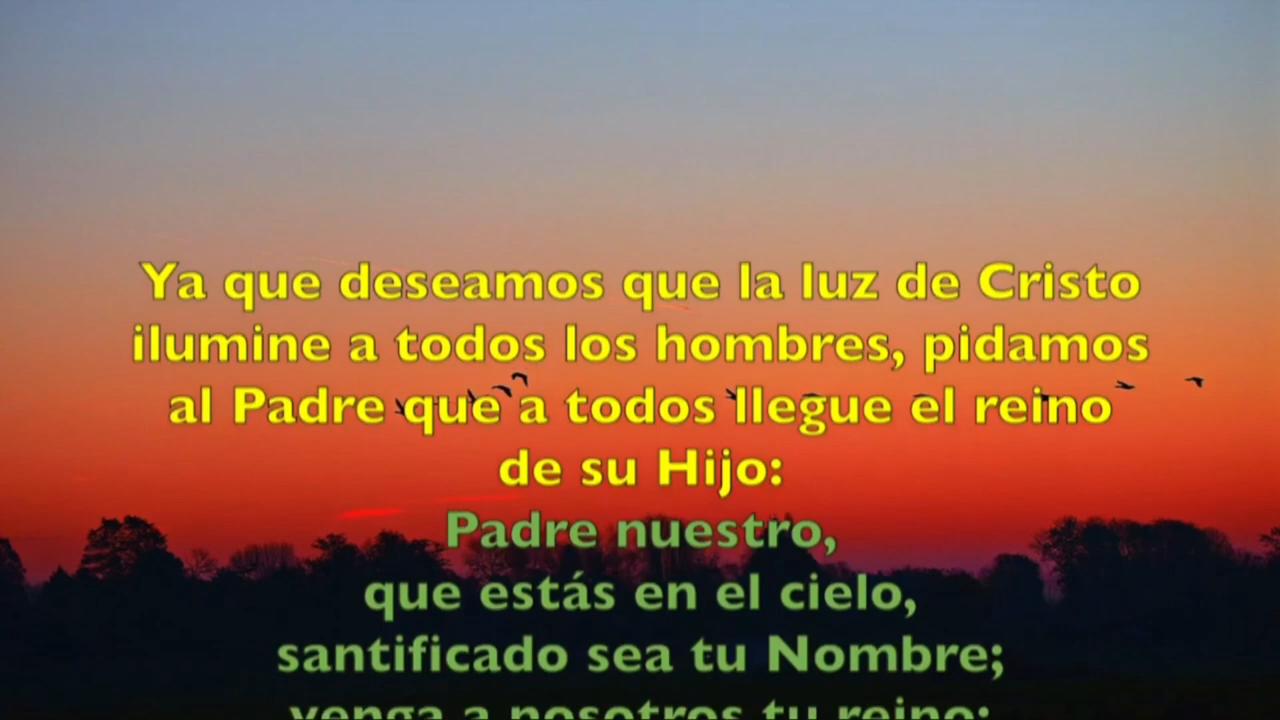 Ya que deseamos que la luz de Cristo
ilumine a todos los hombres, pidamos
al Padre que a todos llegue el reino
de su Hijo:
Padre nuestro,
que estás en el cielo,
santificado sea tu Nombre;
venga a nosotros tu reino;